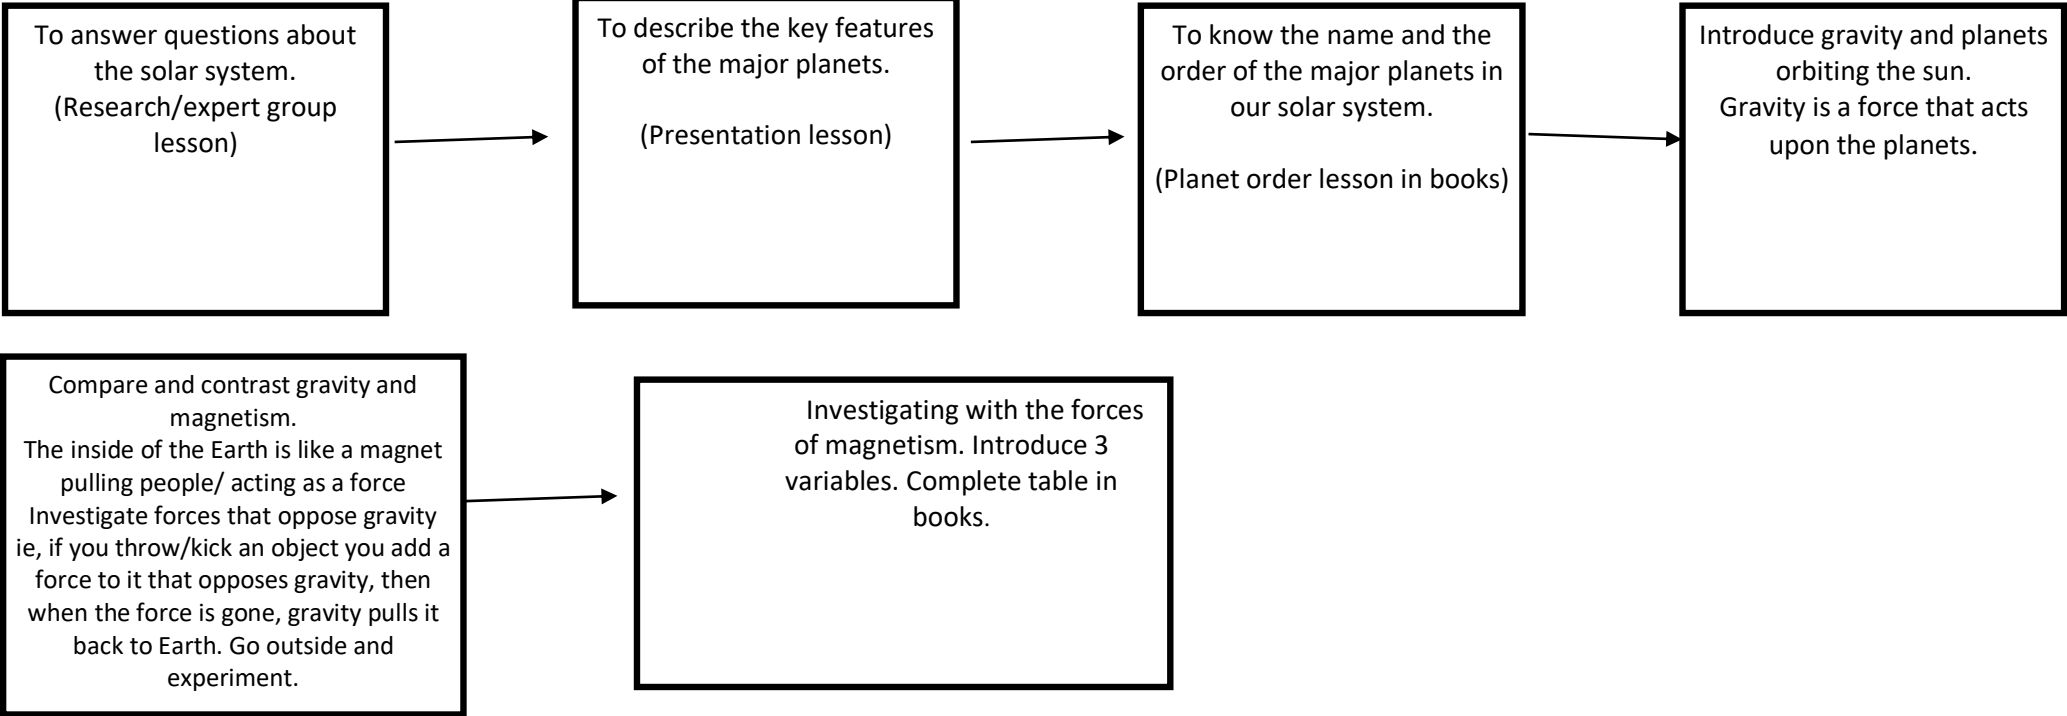 To answer questions about
the solar system.
(Research/expert group
lesson)
To describe the key features
of the major planets.
(Presentation lesson)
To know the name and the
order of the major planets in
our solar system.
(Planet order lesson in books)
Introduce gravity and planets
orbiting the sun.
Gravity is a force that acts
upon the planets.
Compare and contrast gravity and
magnetism.
The inside of the Earth is like a magnet
pulling people/ acting as a force
Investigate forces that oppose gravity
ie, if you throw/kick an object you add a
force to it that opposes gravity, then
when the force is gone, gravity pulls it
back to Earth. Go outside and
experiment.
Investigating with the forces
of magnetism. Introduce 3
variables. Complete table in
books.